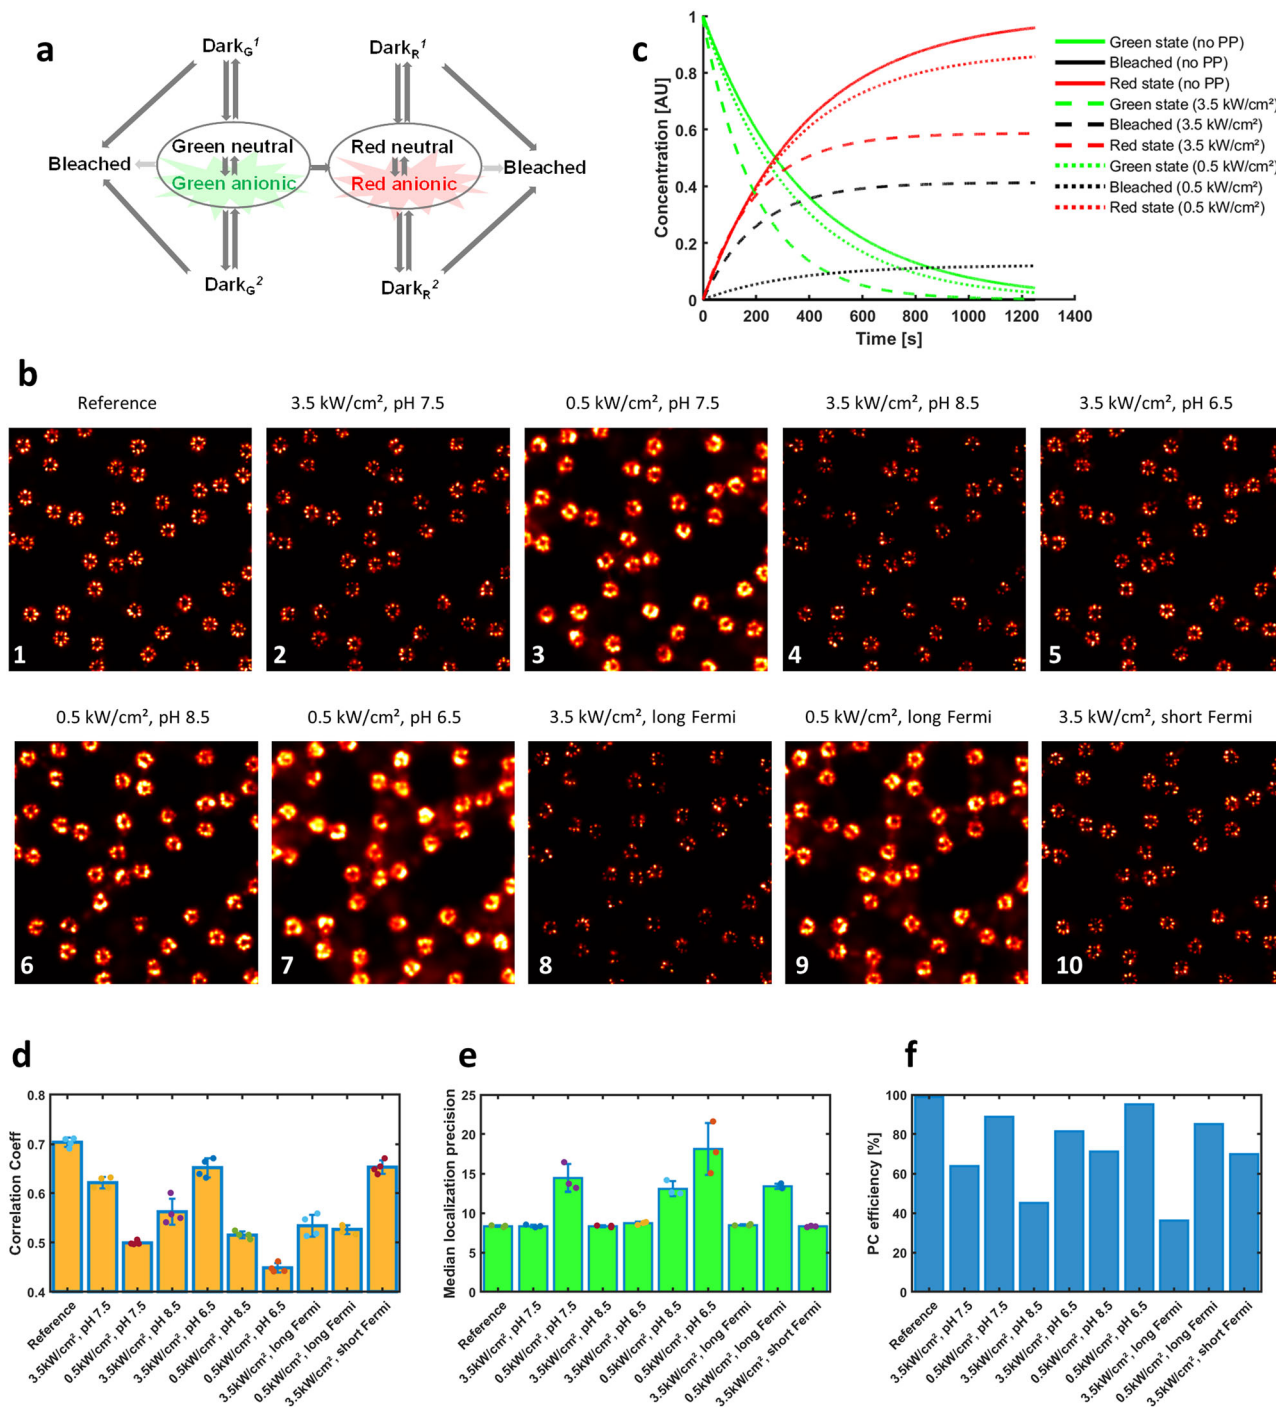 a
Dark_G^1
Dark_R^1
Green neutral
Red neutral
Bleached
Bleached
Green anionic
Red anionic
Dark_G^2
Dark_R^2
c
Concentration [AU]
1
0.8
0.6
0.4
0.2
0
0 200 400 600 800 1000 1200 1400
Time [s]
Green state (no PP)
Bleached (no PP)
Red state (no PP)
Green state (3.5 kW/cm²)
Bleached (3.5 kW/cm²)
Red state (3.5 kW/cm²)
Green state (0.5 kW/cm²)
Bleached (0.5 kW/cm²)
Red state (0.5 kW/cm²)
b
Reference
3.5 kW/cm², pH 7.5
0.5 kW/cm², pH 7.5
3.5 kW/cm², pH 8.5
3.5 kW/cm², pH 6.5
1
2
3
4
5
0.5 kW/cm², pH 8.5
0.5 kW/cm², pH 6.5
3.5 kW/cm², long Fermi
0.5 kW/cm², long Fermi
3.5 kW/cm², short Fermi
6
7
8
9
10
d
Correlation Coeff
0.8
0.7
0.6
0.5
0.4
Reference
3.5kW/cm², pH 7.5
0.5kW/cm², pH 7.5
3.5kW/cm², pH 8.5
3.5kW/cm², pH 6.5
0.5kW/cm², pH 8.5
0.5kW/cm², pH 6.5
3.5kW/cm², long Fermi
0.5kW/cm², long Fermi
3.5kW/cm², short Fermi
e
Median localization precision
25
20
15
10
5
0
Reference
3.5kW/cm², pH 7.5
0.5kW/cm², pH 7.5
3.5kW/cm², pH 8.5
3.5kW/cm², pH 6.5
0.5kW/cm², pH 8.5
0.5kW/cm², pH 6.5
3.5kW/cm², long Fermi
0.5kW/cm², long Fermi
3.5kW/cm², short Fermi
f
PC efficiency [%]
100
80
60
40
20
0
Reference
3.5kW/cm², pH 7.5
0.5kW/cm², pH 7.5
3.5kW/cm², pH 8.5
3.5kW/cm², pH 6.5
0.5kW/cm², pH 8.5
0.5kW/cm², pH 6.5
3.5kW/cm², long Fermi
0.5kW/cm², long Fermi
3.5kW/cm², short Fermi